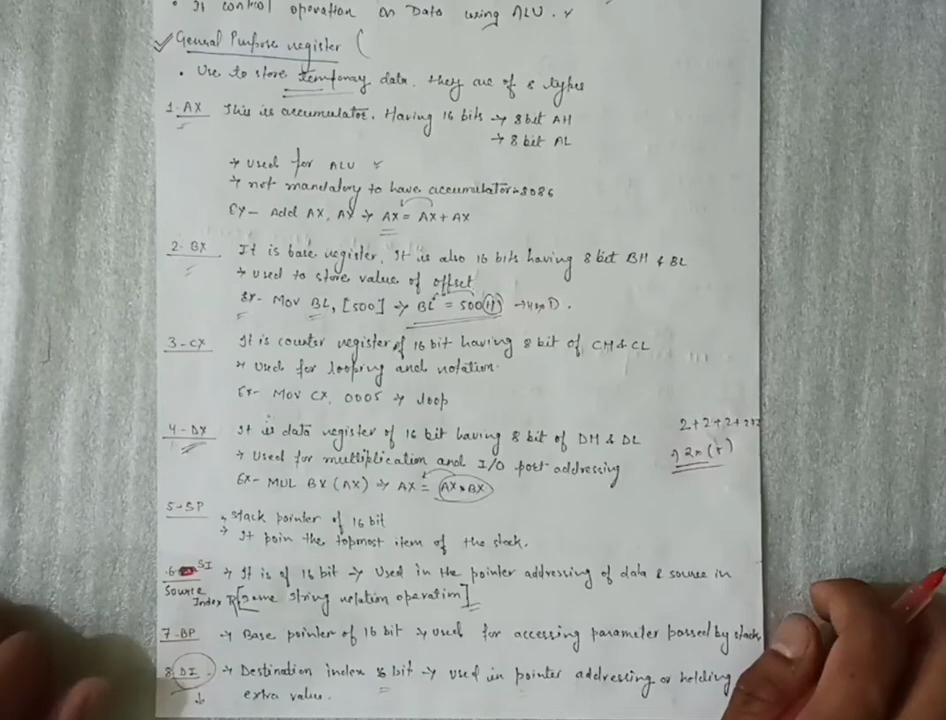 • It control operation on Data using ALU.
General Purpose register (
• Use to store temporary data. they are of 8 types
1. AX This is accumulator. Having 16 bits → 8 bit AH
→ 8 bit AL
→ used for ALU
→ not mandatory to have accumulator in 8086
Ex- Add AX, AX → AX = AX + AX
2. BX It is base register. It is also 16 bits having 8 bit BH & BL
→ used to store value of offset
Ex- Mov BL, [500] → BL = 500(H)
3-CX It is counter register of 16 bit having 8 bit of CH & CL
→ Used for looping and rotation.
Ex- Mov CX, 0005 → loop
4-DX It is data register of 16 bit having 8 bit of DH & DL
2+2+2+2+2
→ Used for multiplication and I/O port addressing
Ex- MUL BX (AX) → AX = AX * BX
5-SP → Stack pointer of 16 bit
→ It poin the topmost item of the stack.
6- SI → It is of 16 bit → Used in the pointer addressing of data & source in
Source Index R [some string relation operation]
7-BP → Base pointer of 16 bit → used for accessing parameter passed by stack
8. DI → Destination index bit → used in pointer addressing or holding
extra value.